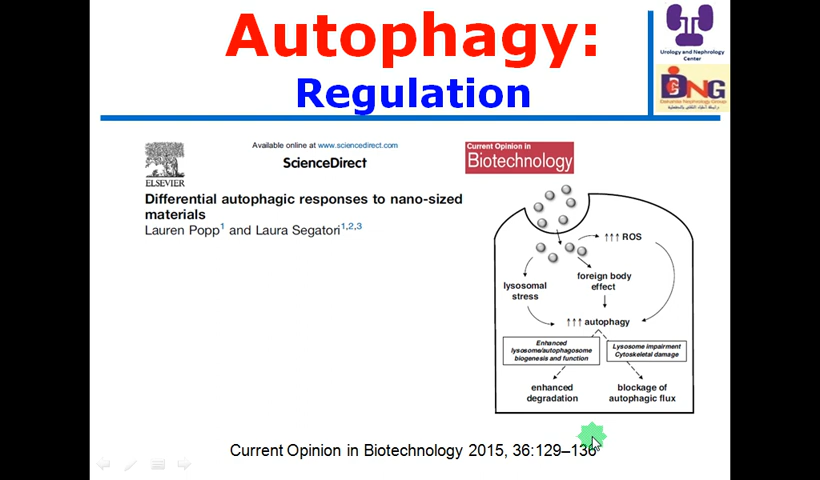 Autophagy:
Regulation
Urology and Nephrology
Center
NG
ELSEVIER
Available online at www.sciencedirect.com
ScienceDirect
Current Opinion in
Biotechnology
Differential autophagic responses to nano-sized
materials
Lauren Popp1 and Laura Segatori1,2,3
↑↑↑ ROS
foreign body
effect
lysosomal
stress
↑↑↑ autophagy
Enhanced
lysosome/autophagosome
biogenesis and function
Lysosome impairment
Cytoskeletal damage
enhanced
degradation
blockage of
autophagic flux
Current Opinion in Biotechnology 2015, 36:129–136